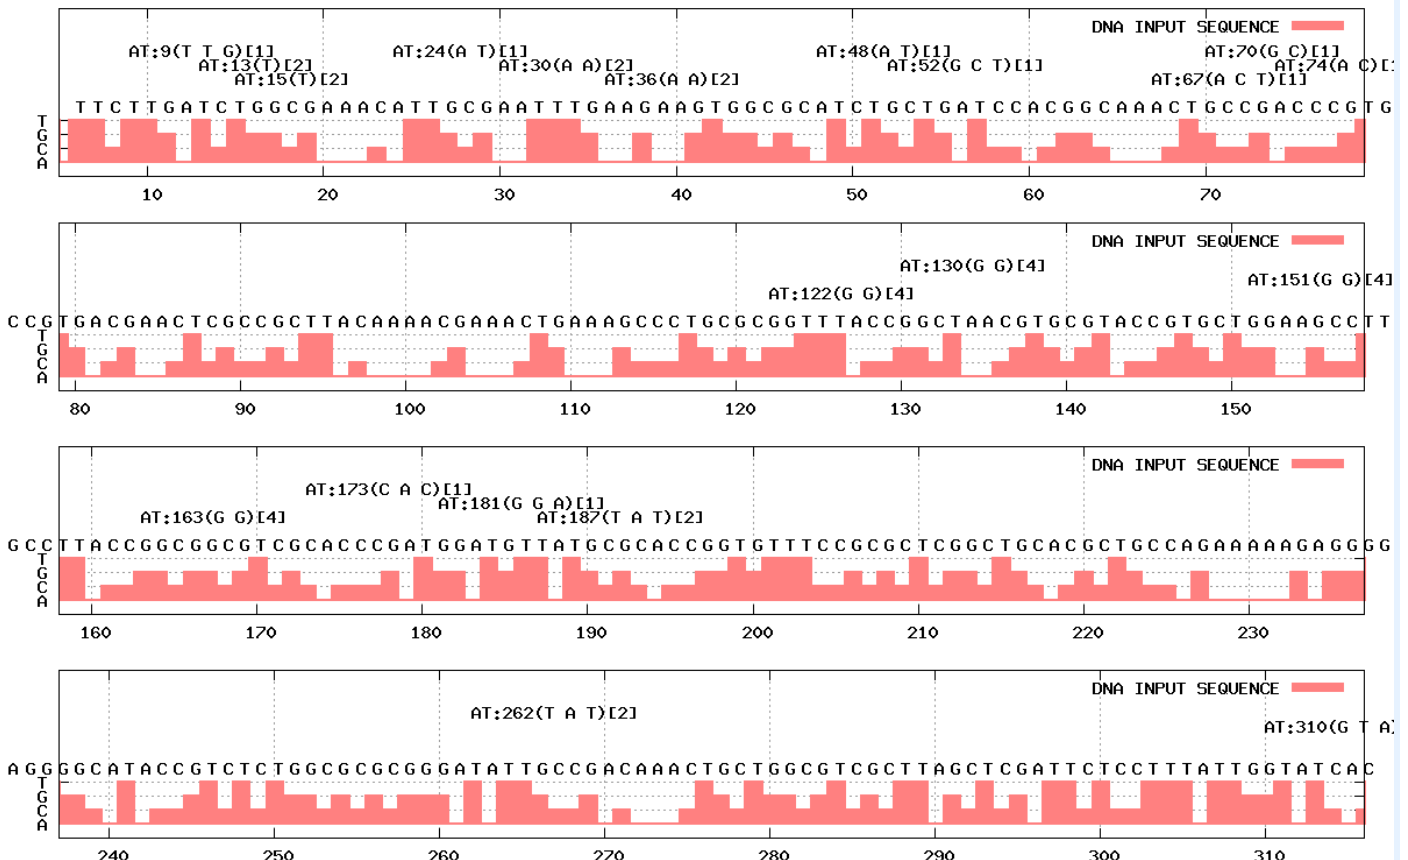 DNA INPUT SEQUENCE
AT:9(T T G)[1] AT:24(A T)[1] AT:48(A T)[1] AT:70(G C)[1]
AT:13(T)[2] AT:30(A A)[2] AT:52(G C T)[1] AT:74(A C)[1
AT:15(T)[2] AT:36(A A)[2] AT:67(A C T)[1]
T T C T T G A T C T G G C G A A A C A T T G C G A A T T T G A A G A A G T G G C G C A T C T G C T G A T C C A C G G C A A A C T G C C G A C C C G T G
T
G
C
A
10 20 30 40 50 60 70
DNA INPUT SEQUENCE
AT:130(G G)[4]
AT:151(G G)[4]
AT:122(G G)[4]
C C G T G A C G A A C T C G C C G C T T A C A A A A C G A A A C T G A A A G C C C T G C G C G G T T T A C C G G C T A A C G T G C G T A C C G T G C T G G A A G C C T T
T
G
C
A
80 90 100 110 120 130 140 150
DNA INPUT SEQUENCE
AT:173(C A C)[1]
AT:181(G G A)[1]
AT:163(G G)[4] AT:187(T A T)[2]
G C C T T A C C G G C G G C G T C G C A C C C G A T G G A T G T T A T G C G C A C C G G T G T T T C C G C G C T C G G C T G C A C G C T G C C A G A A A A A G A G G G G
T
G
C
A
160 170 180 190 200 210 220 230
DNA INPUT SEQUENCE
AT:262(T A T)[2]
AT:310(G T A)
A G G G G C A T A C C G T C T C T G G C G C G C G G G A T A T T G C C G A C A A A C T G C T G G C G T C G C T T A G C T C G A T T C T C C T T T A T T G G T A T C A C
T
G
C
A
240 250 260 270 280 290 300 310